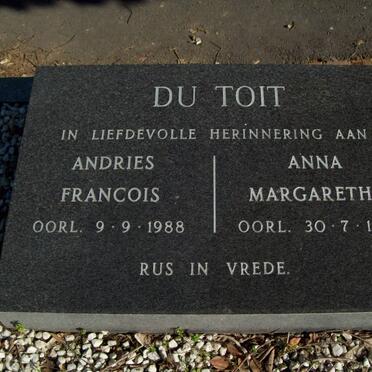 DU TOIT
IN LIEFDEVOLLE HERINNERING AAN
ANDRIES
FRANCOIS
OORL. 9·9·1988
ANNA
MARGARETH
OORL. 30·7·1
RUS IN VREDE.